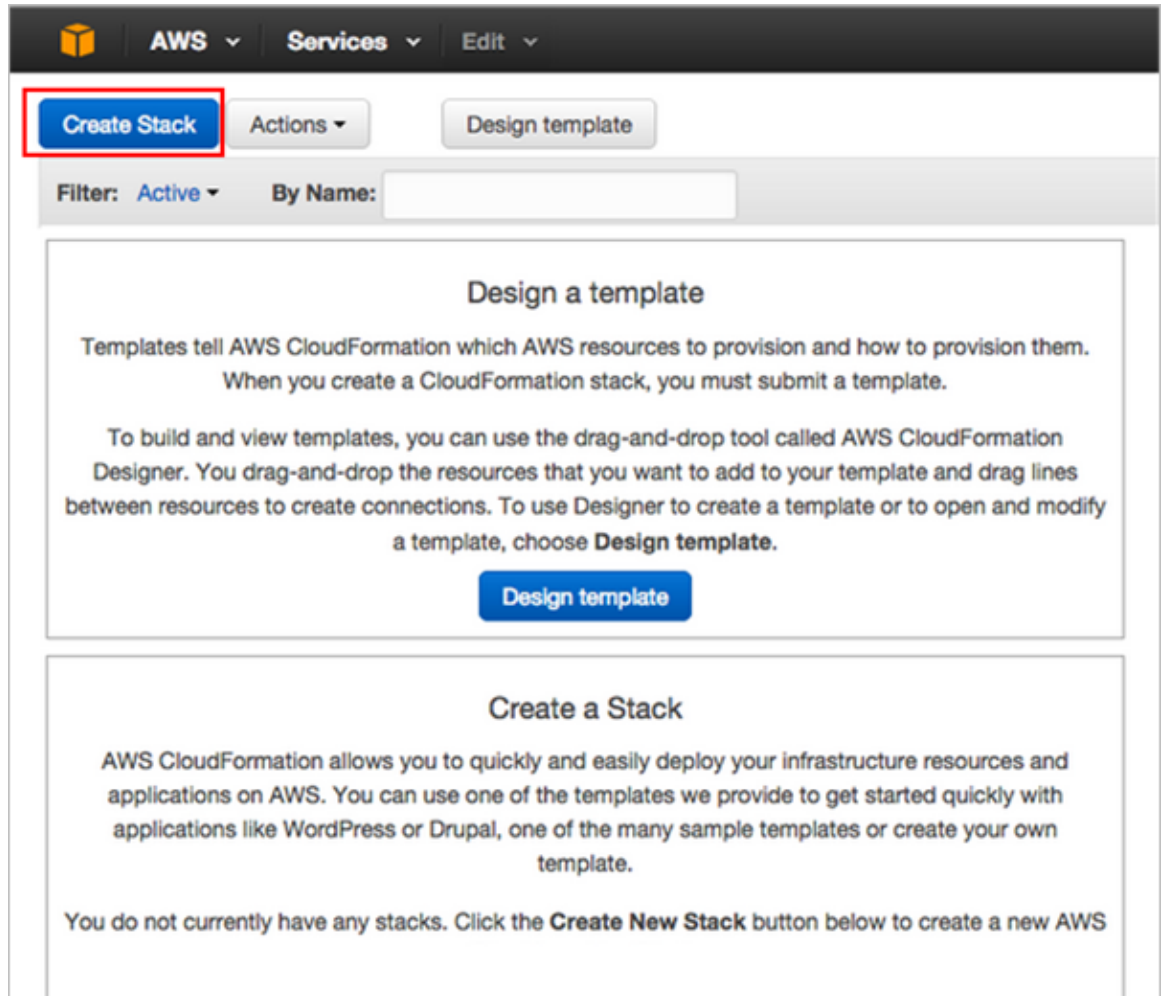 AWS Services Edit
Create Stack Actions Design template
Filter: Active By Name:
Design a template
Templates tell AWS CloudFormation which AWS resources to provision and how to provision them.
When you create a CloudFormation stack, you must submit a template.
To build and view templates, you can use the drag-and-drop tool called AWS CloudFormation
Designer. You drag-and-drop the resources that you want to add to your template and drag lines
between resources to create connections. To use Designer to create a template or to open and modify
a template, choose Design template.
Design template
Create a Stack
AWS CloudFormation allows you to quickly and easily deploy your infrastructure resources and
applications on AWS. You can use one of the templates we provide to get started quickly with
applications like WordPress or Drupal, one of the many sample templates or create your own
template.
You do not currently have any stacks. Click the Create New Stack button below to create a new AWS